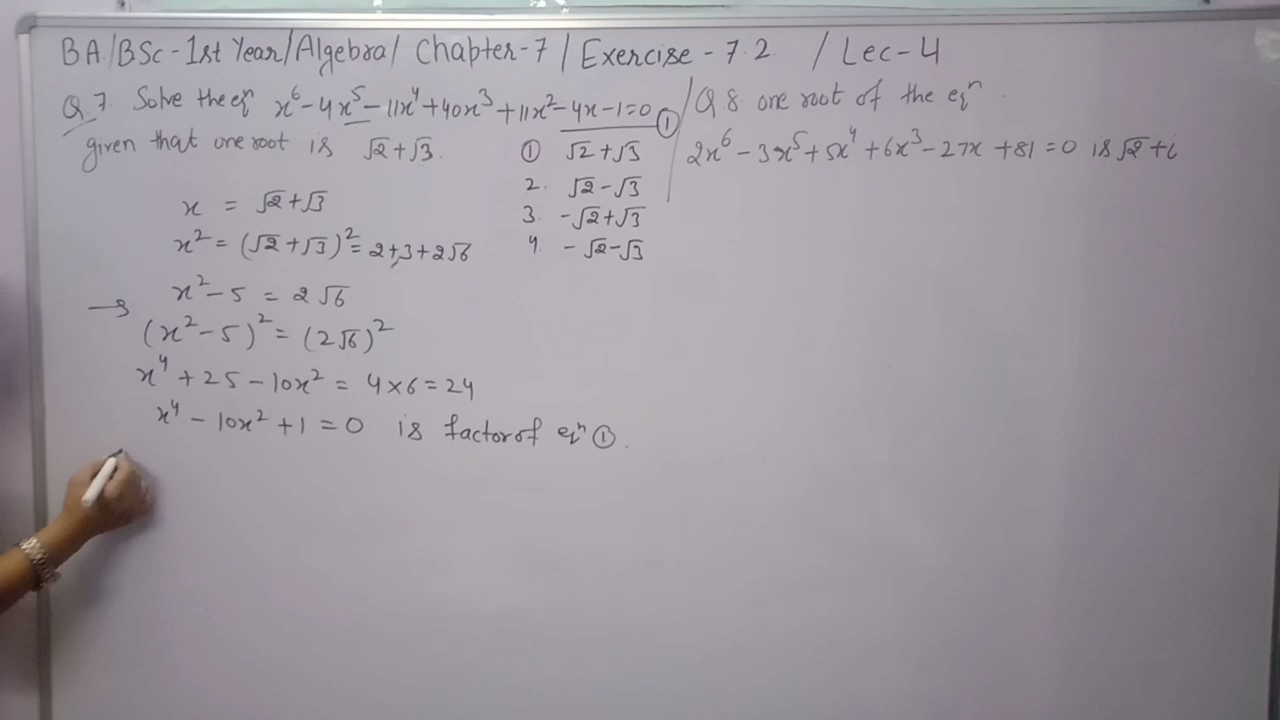 BA/BSc - 1st Year/Algebra/ Chapter-7 / Exercise - 7.2 / Lec-4
Q.7. Solve the eqⁿ x⁶-4x⁵-11x⁴+40x³+11x²-4x-1=0 ①
given that one root is √2+√3.
① √2+√3
2. √2-√3
3. -√2+√3
4. -√2-√3
x = √2+√3
x² = (√2+√3)² = 2+3+2√6
x²-5 = 2√6
→ (x²-5)² = (2√6)²
x⁴+25-10x² = 4×6=24
x⁴-10x²+1=0 is factor of eqⁿ ①.
Q 8. one root of the eqⁿ
2x⁶-3x⁵+5x⁴+6x³-27x+81=0 is √2+i